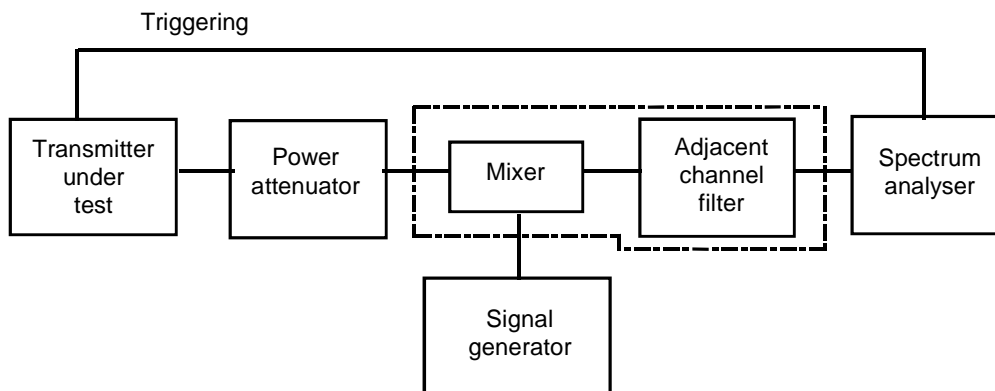 Triggering
Transmitter
under
test
Power
attenuator
Mixer
Adjacent
channel
filter
Spectrum
analyser
Signal
generator